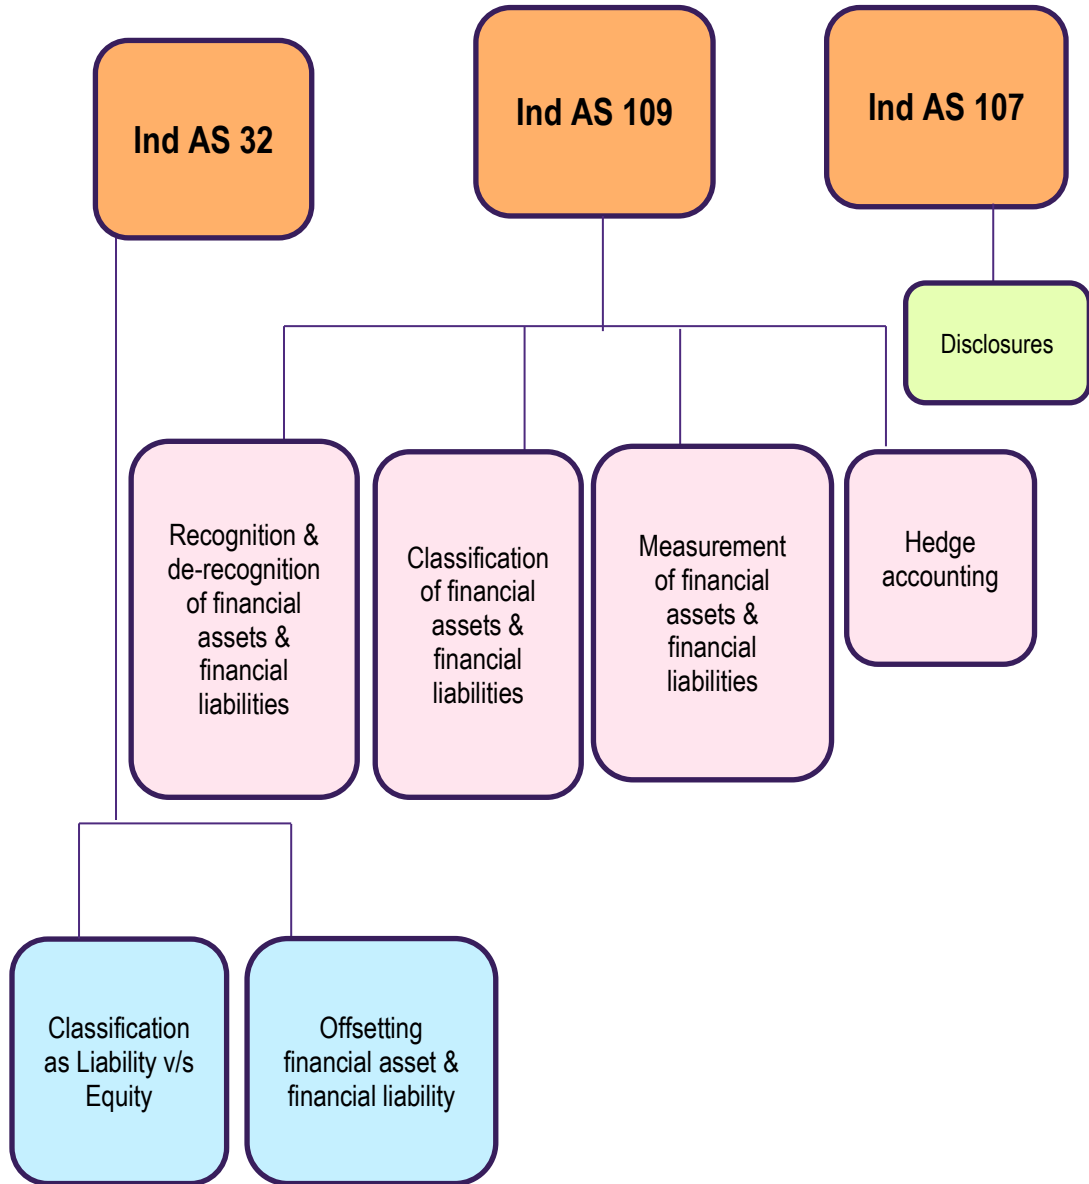 Ind AS 32
Ind AS 109
Ind AS 107
Disclosures
Recognition &
de-recognition
of financial
assets &
financial
liabilities
Classification
of financial
assets &
financial
liabilities
Measurement
of financial
assets &
financial
liabilities
Hedge
accounting
Classification
as Liability v/s
Equity
Offsetting
financial asset &
financial liability